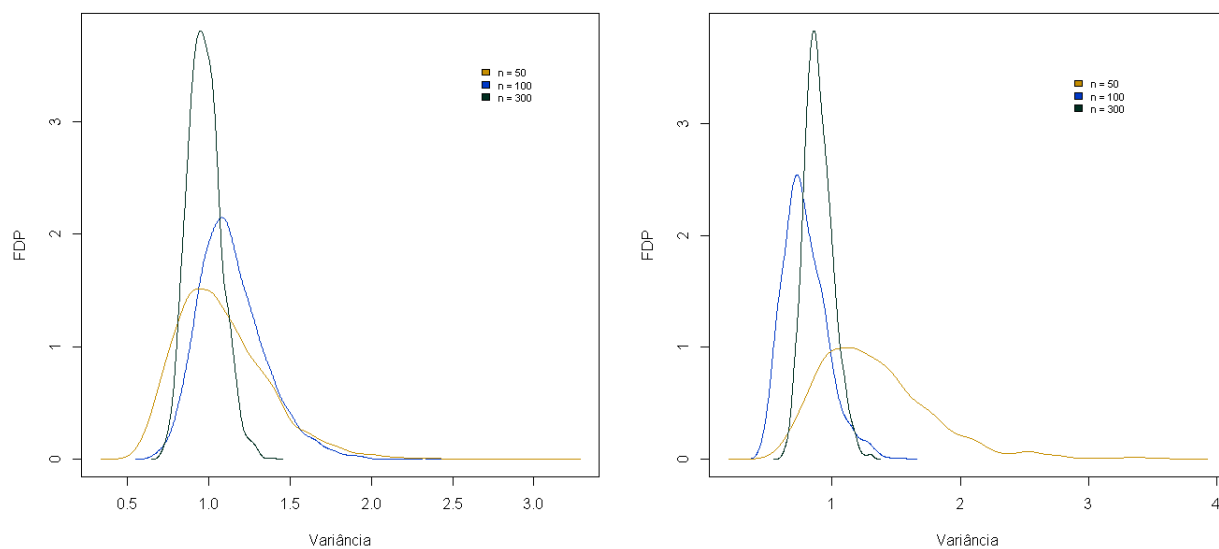 FDP
3
2
1
0
n = 50
n = 100
n = 300
0.5 1.0 1.5 2.0 2.5 3.0
Variância
FDP
3
2
1
0
n = 50
n = 100
n = 300
1 2 3 4
Variância